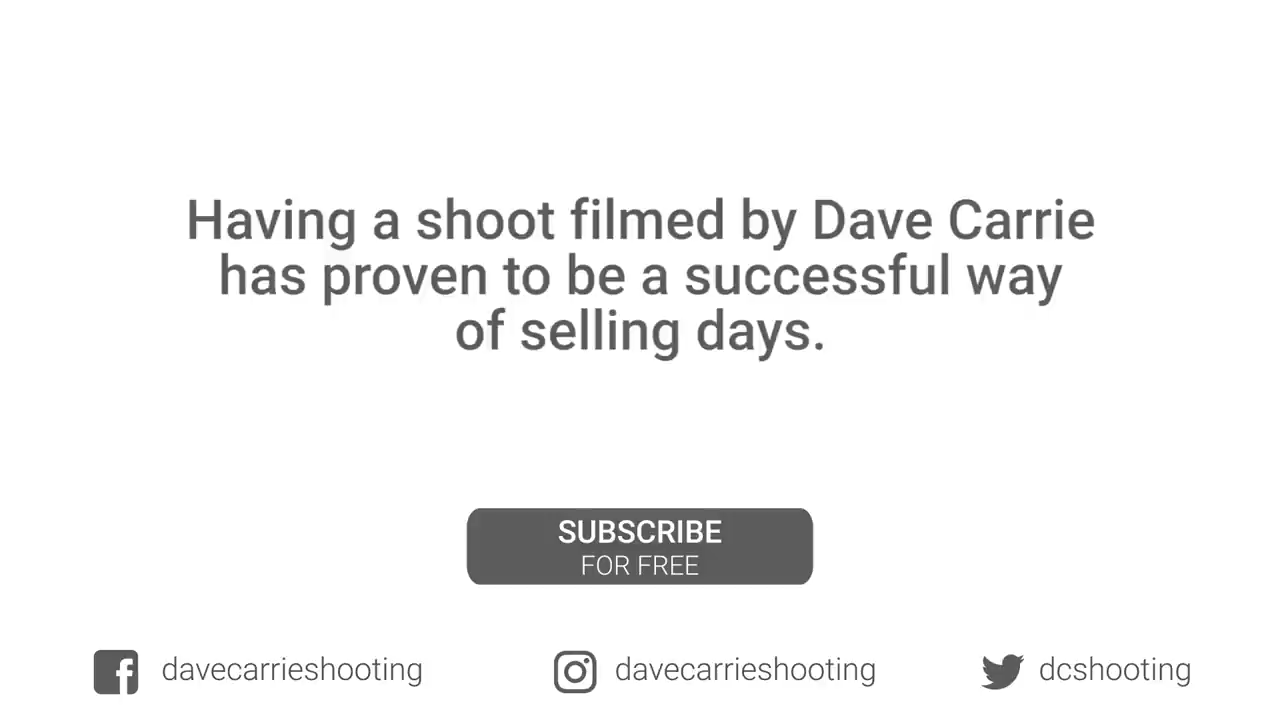 Having a shoot filmed by Dave Carrie
has proven to be a successful way
of selling days.
SUBSCRIBE
FOR FREE
davecarrieshooting
davecarrieshooting
dcshooting